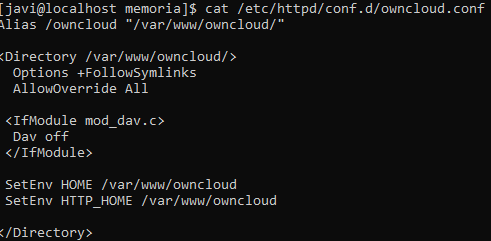 [javi@localhost memoria]$ cat /etc/httpd/conf.d/owncloud.conf
Alias /owncloud "/var/www/owncloud/"
<Directory /var/www/owncloud/>
Options +FollowSymlinks
AllowOverride All
<IfModule mod_dav.c>
Dav off
</IfModule>
SetEnv HOME /var/www/owncloud
SetEnv HTTP_HOME /var/www/owncloud
</Directory>